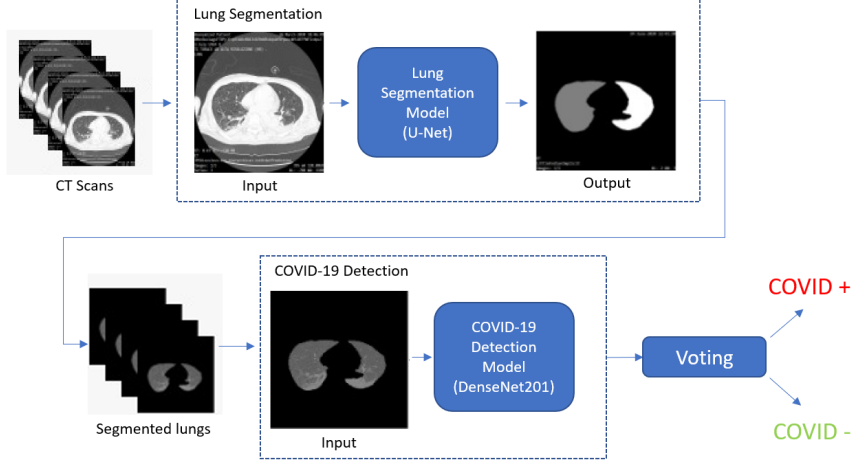 Lung Segmentation
CT Scans
Input
Lung
Segmentation
Model
(U-Net)
Output
COVID-19 Detection
Segmented lungs
Input
COVID-19
Detection
Model
(DenseNet201)
Voting
COVID +
COVID -